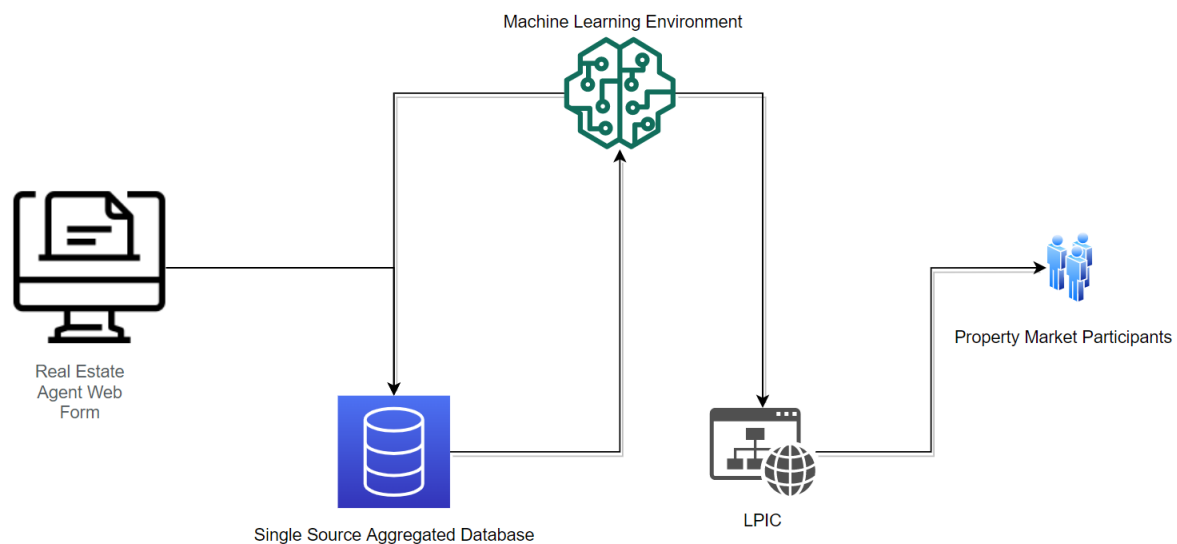 Machine Learning Environment
Real Estate
Agent Web
Form
Property Market Participants
Single Source Aggregated Database
LPIC